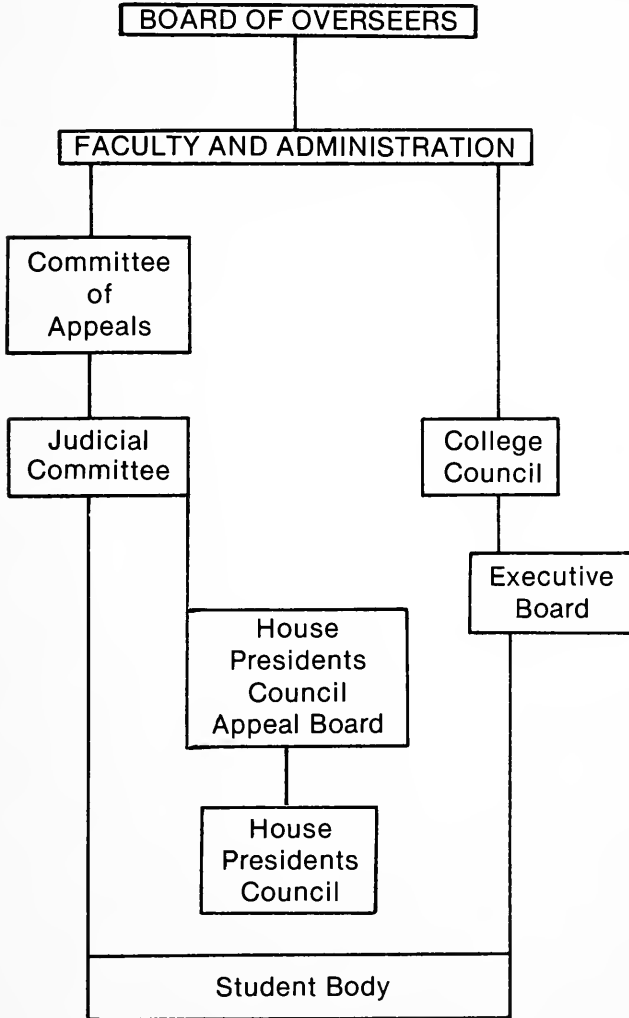 BOARD OF OVERSEERS
FACULTY AND ADMINISTRATION
Committee
of
Appeals
Judicial
Committee
College
Council
Executive
Board
House
Presidents
Council
Appeal Board
House
Presidents
Council
Student Body